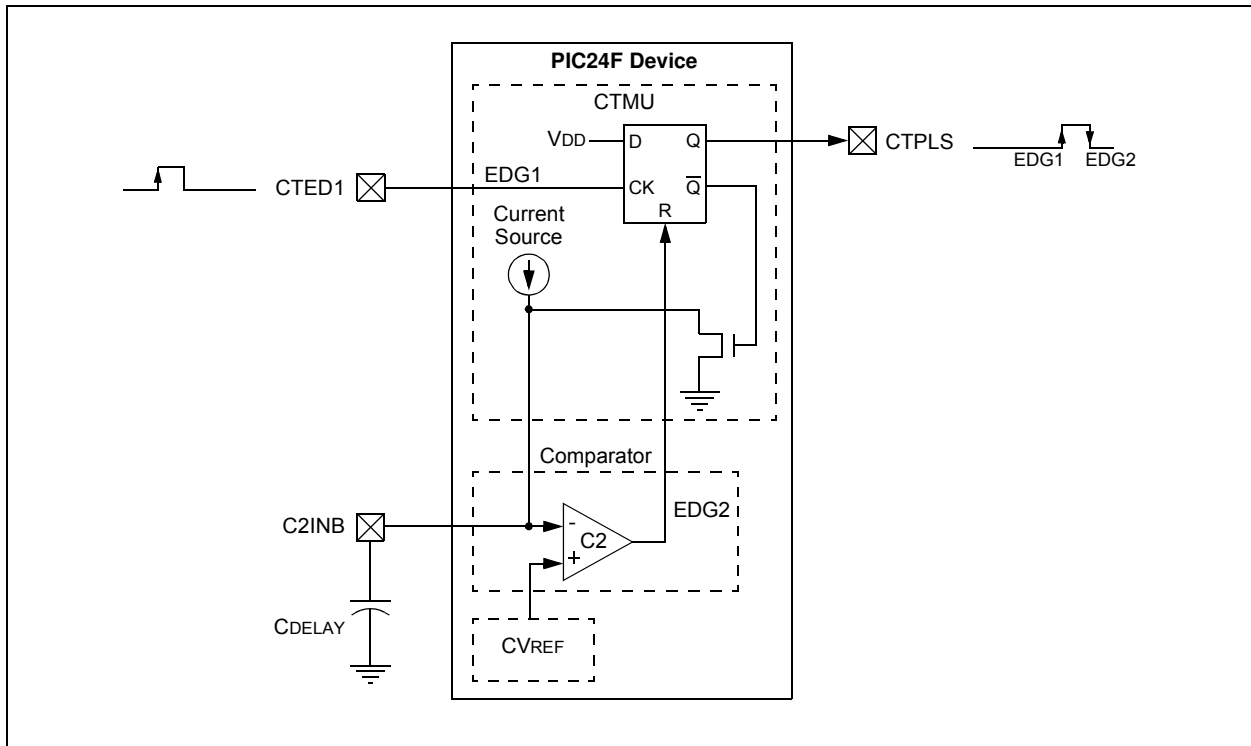 PIC24F Device
CTMU
VDD
D
Q
CTPLS
EDG1
EDG2
CTED1
EDG1
CK
Q
R
Current
Source
Comparator
C2INB
EDG2
-
C2
+
CDELAY
CVREF